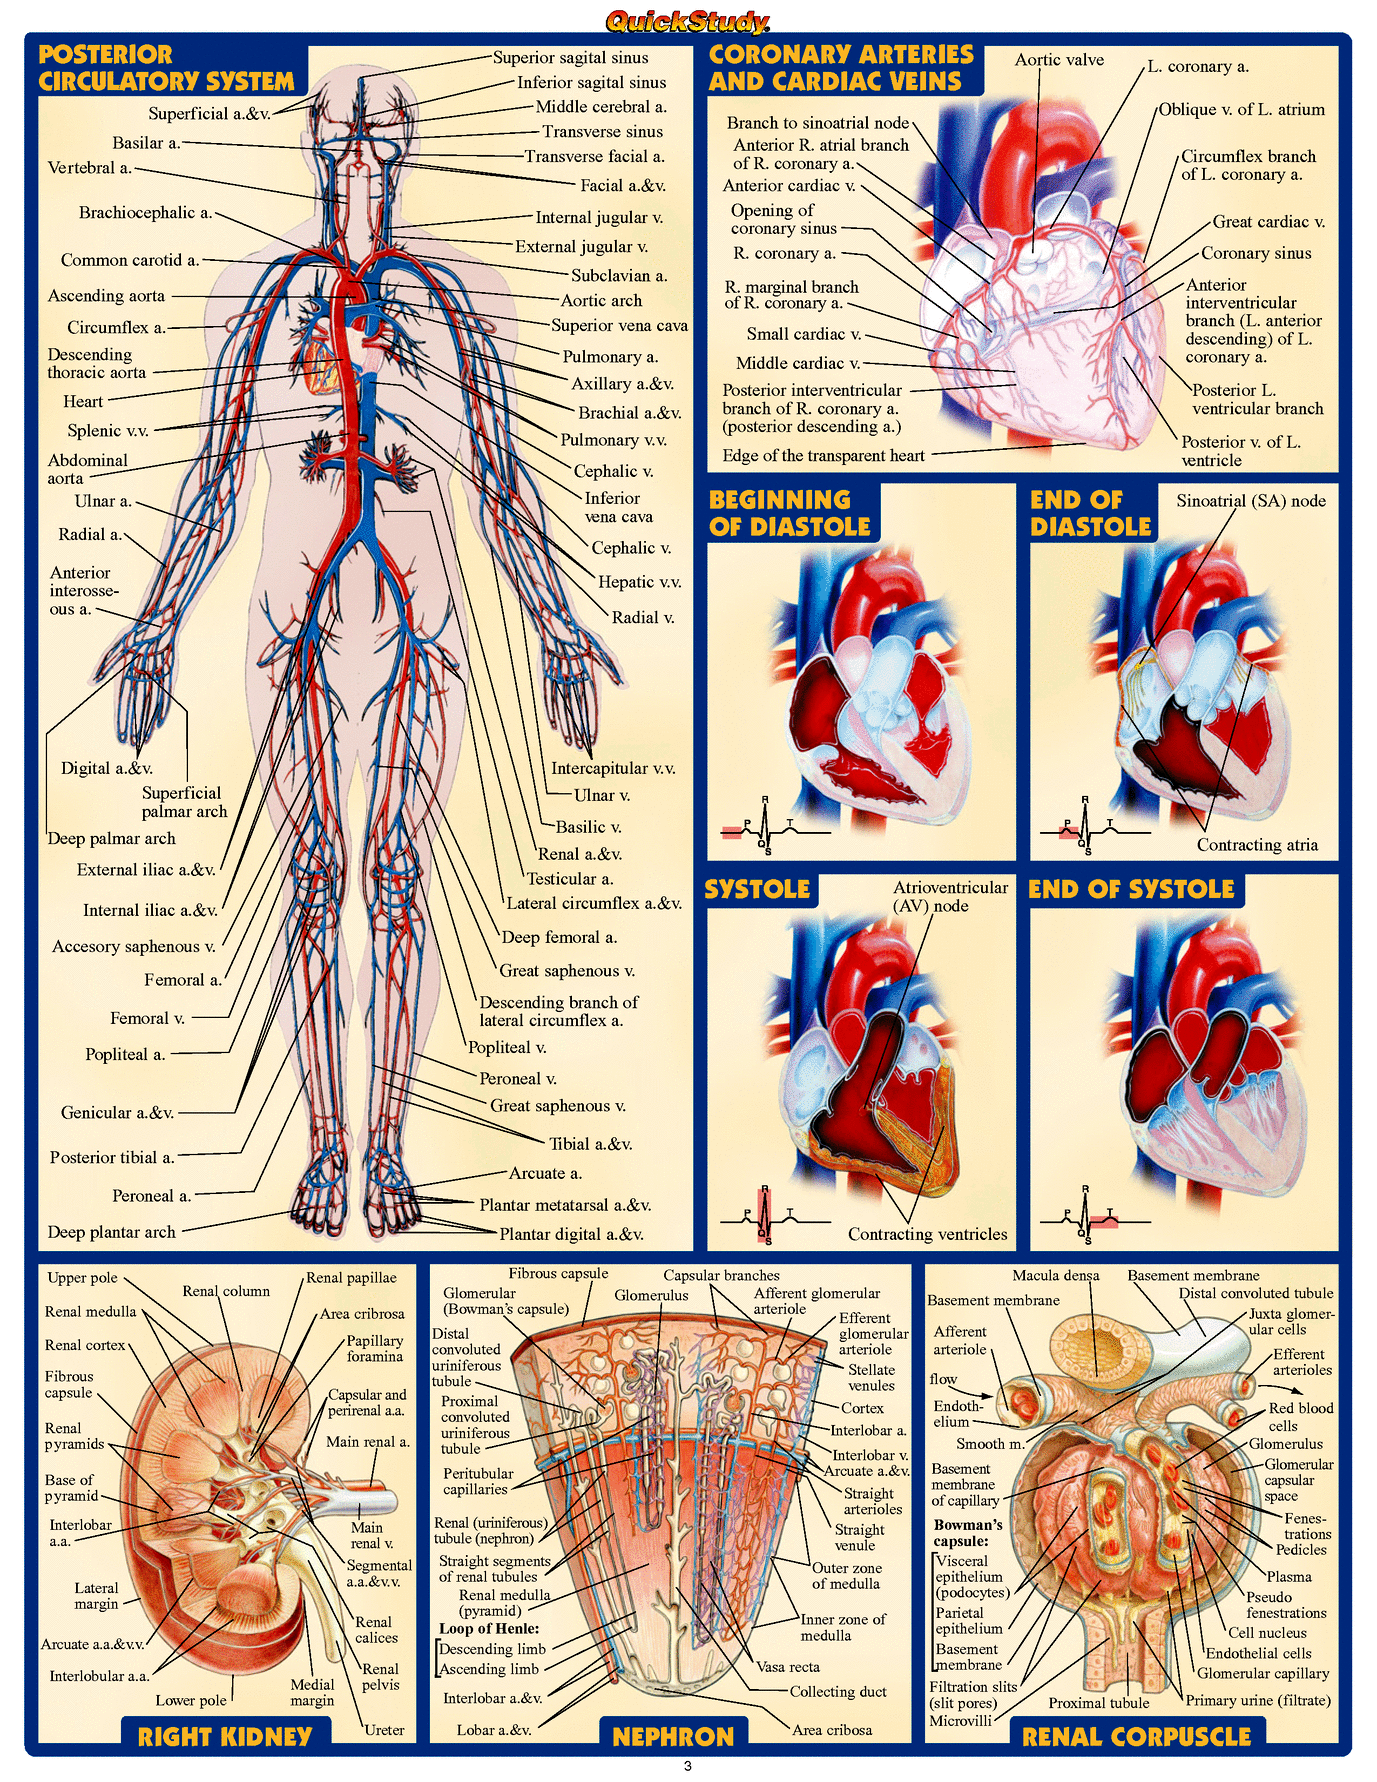 QuickStudy.
POSTERIOR
CIRCULATORY SYSTEM
Superficial a.&v.
Basilar a.
Vertebral a.
Brachiocephalic a.
Common carotid a.
Ascending aorta
Circumflex a.
Descending
thoracic aorta
Heart
Splenic v.v.
Abdominal
aorta
Ulnar a.
Radial a.
Anterior
interosse-
ous a.
Digital a.&v.
Superficial
palmar arch
Deep palmar arch
External iliac a.&v.
Internal iliac a.&v.
Accesory saphenous v.
Femoral a.
Femoral v.
Popliteal a.
Genicular a.&v.
Posterior tibial a.
Peroneal a.
Deep plantar arch
Superior sagital sinus
Inferior sagital sinus
Middle cerebral a.
Transverse sinus
Transverse facial a.
Facial a.&v.
Internal jugular v.
External jugular v.
Subclavian a.
Aortic arch
Superior vena cava
Pulmonary a.
Axillary a.&v.
Brachial a.&v.
Pulmonary v.v.
Cephalic v.
Inferior
vena cava
Cephalic v.
Hepatic v.v.
Radial v.
Intercapitular v.v.
Ulnar v.
Basilic v.
Renal a.&v.
Testicular a.
Lateral circumflex a.&v.
Deep femoral a.
Great saphenous v.
Descending branch of
lateral circumflex a.
Popliteal v.
Peroneal v.
Great saphenous v.
Tibial a.&v.
Arcuate a.
Plantar metatarsal a.&v.
Plantar digital a.&v.
CORONARY ARTERIES
AND CARDIAC VEINS
Aortic valve
L. coronary a.
Oblique v. of L. atrium
Circumflex branch
of L. coronary a.
Great cardiac v.
Coronary sinus
Anterior
interventricular
branch (L. anterior
descending) of L.
coronary a.
Posterior L.
ventricular branch
Posterior v. of L.
ventricle
Branch to sinoatrial node
Anterior R. atrial branch
of R. coronary a.
Anterior cardiac v.
Opening of
coronary sinus
R. coronary a.
R. marginal branch
of R. coronary a.
Small cardiac v.
Middle cardiac v.
Posterior interventricular
branch of R. coronary a.
(posterior descending a.)
Edge of the transparent heart
BEGINNING
OF DIASTOLE
P
R
Q
S
T
END OF
DIASTOLE
Sinoatrial (SA) node
P
R
Q
S
T
Contracting atria
SYSTOLE
Atrioventricular
(AV) node
P
R
Q
S
T
Contracting ventricles
END OF SYSTOLE
P
R
Q
S
T
Upper pole
Renal column
Renal papillae
Renal medulla
Area cribrosa
Renal cortex
Papillary
foramina
Fibrous
capsule
Capsular and
perirenal a.a.
Renal
pyramids
Main renal a.
Base of
pyramid
Interlobar
a.a.
Main
renal v.
Segmental
a.a.&v.v.
Lateral
margin
Renal
calices
Arcuate a.a.&v.v.
Interlobular a.a.
Renal
pelvis
Medial
margin
Lower pole
Ureter
RIGHT KIDNEY
Fibrous capsule
Capsular branches
Glomerular
(Bowman's capsule)
Glomerulus
Afferent glomerular
arteriole
Efferent
glomerular
arteriole
Distal
convoluted
uriniferous
tubule
Stellate
venules
Proximal
convoluted
uriniferous
tubule
Cortex
Interlobar a.
Interlobar v.
Arcuate a.&v.
Peritubular
capillaries
Straight
arterioles
Renal (uriniferous)
tubule (nephron)
Straight
venule
Straight segments
of renal tubules
Outer zone
of medulla
Renal medulla
(pyramid)
Loop of Henle:
Descending limb
Ascending limb
Inner zone of
medulla
Vasa recta
Interlobar a.&v.
Collecting duct
Lobar a.&v.
Area cribosa
NEPHRON
Macula densa
Basement membrane
Basement membrane
Distal convoluted tubule
Afferent
arteriole
Juxta glomer-
ular cells
Efferent
arterioles
flow
Endoth-
elium
Red blood
cells
Smooth m.
Glomerulus
Basement
membrane
of capillary
Glomerular
capsular
space
Bowman's
capsule:
Visceral
epithelium
(podocytes)
Parietal
epithelium
Basement
membrane
Fenes-
trations
Pedicles
Plasma
Pseudo
fenestrations
Cell nucleus
Endothelial cells
Glomerular capillary
Filtration slits
(slit pores)
Microvilli
Proximal tubule
Primary urine (filtrate)
RENAL CORPUSCLE
3